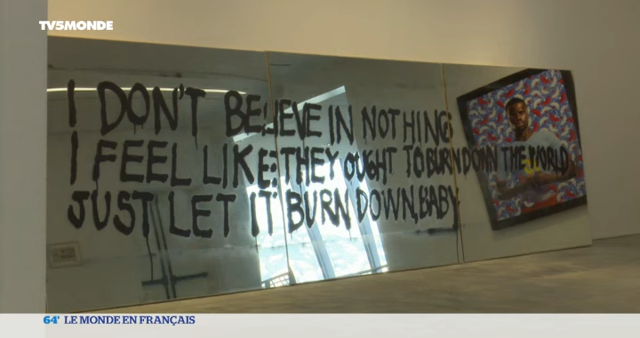 TV5MONDE
I DON'T BELIEVE IN NOTHING
I FEEL LIKE THEY OUGHT TO BURN DOWN THE WORLD
JUST LET IT BURN DOWN, BABY
64' LE MONDE EN FRANÇAIS